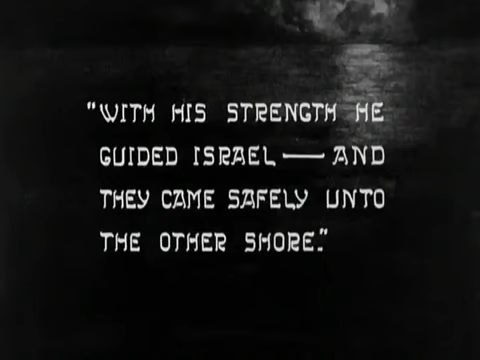 "WITH HIS STRENGTH HE
GUIDED ISRAEL — AND
THEY CAME SAFELY UNTO
THE OTHER SHORE."